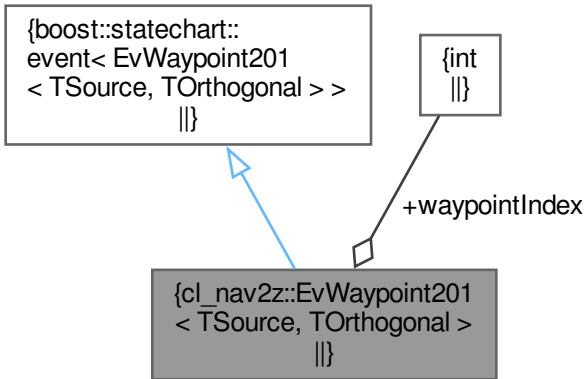 {boost::statechart::
event< EvWaypoint201
< TSource, TOrthogonal > >
||}
{int
||}
+waypointIndex
{cl_nav2z::EvWaypoint201
< TSource, TOrthogonal >
||}